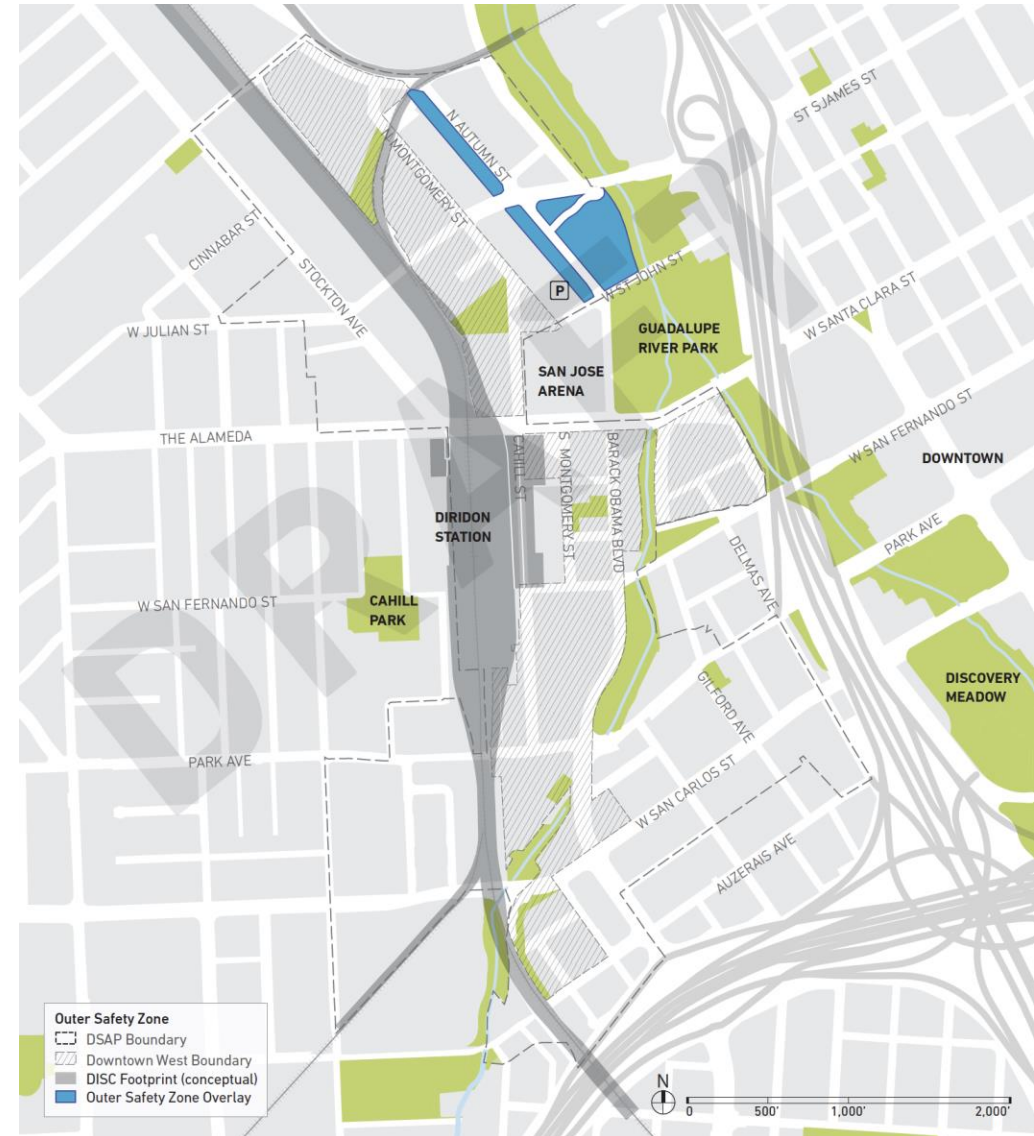 ST SJAMES ST
N AUTUMN ST
N MONTGOMERY ST
CINNABAR ST
STOCKTON AVE
P
W ST JOHN ST
W SANTA CLARA ST
W JULIAN ST
GUADALUPE
RIVER PARK
SAN JOSE
ARENA
W SAN FERNANDO ST
THE ALAMEDA
CAHILL ST
S MONTGOMERY ST
BARACK OBAMA BLVD
DOWNTOWN
DIRIDON
STATION
PARK AVE
DELMAS AVE
W SAN FERNANDO ST
CAHILL
PARK
GILFORD AVE
DISCOVERY
MEADOW
PARK AVE
W SAN CARLOS ST
AUZERAIS AVE
DRAFT
Outer Safety Zone
DSAP Boundary
Downtown West Boundary
DISC Footprint (conceptual)
Outer Safety Zone Overlay
N
0 500' 1,000' 2,000'